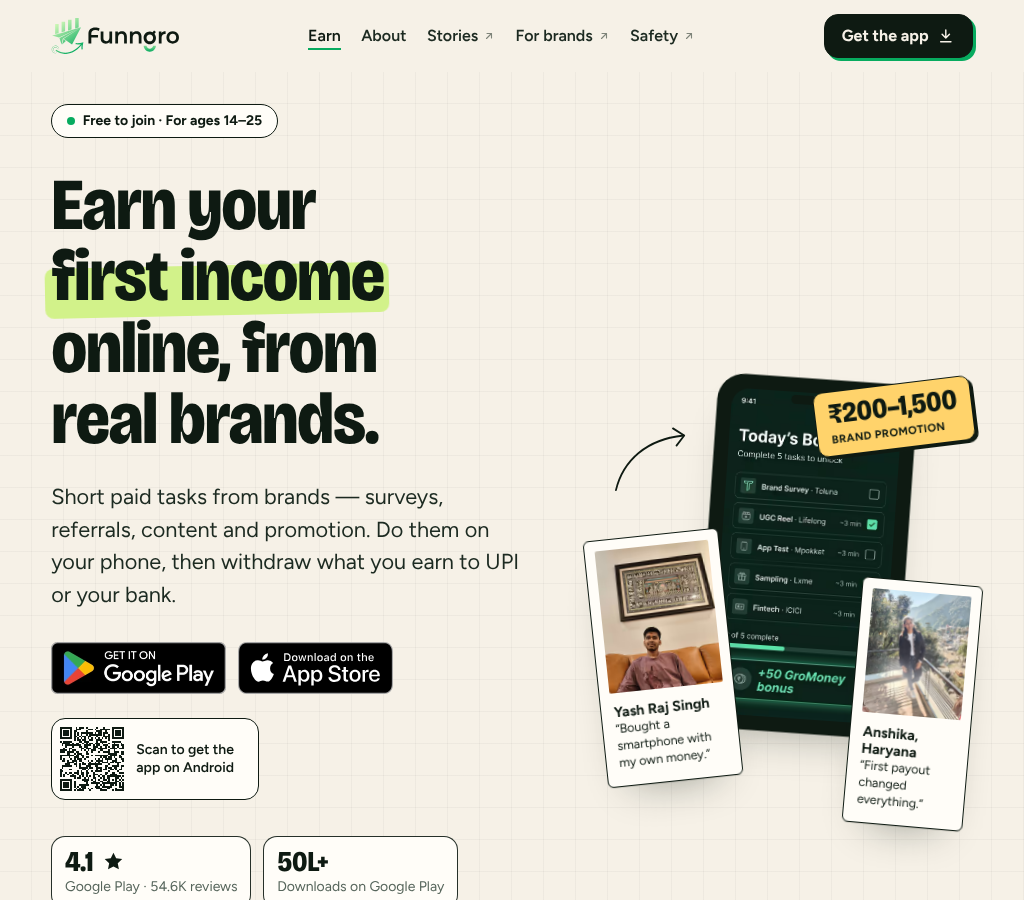 Funngro
Earn
About
Stories
For brands
Safety
Get the app
Free to join · For ages 14–25
Earn your
first income
online, from
real brands.
Short paid tasks from brands — surveys,
referrals, content and promotion. Do them on
your phone, then withdraw what you earn to UPI
or your bank.
GET IT ON
Google Play
Download on the
App Store
Scan to get the
app on Android
4.1 ★
Google Play · 54.6K reviews
50L+
Downloads on Google Play
9:41
₹200–1,500
BRAND PROMOTION
Today's
Complete 5 tasks to unlock
Brand Survey · Toluna
UGC Reel · Lifelong ~3 min
App Test · Mpokket ~3 min
Sampling · Lxme ~3 min
Fintech · ICICI ~3 min
of 5 complete
+50 GroMoney
bonus
Yash Raj Singh
“Bought a
smartphone with
my own money.”
Anshika,
Haryana
“First payout
changed
everything.”